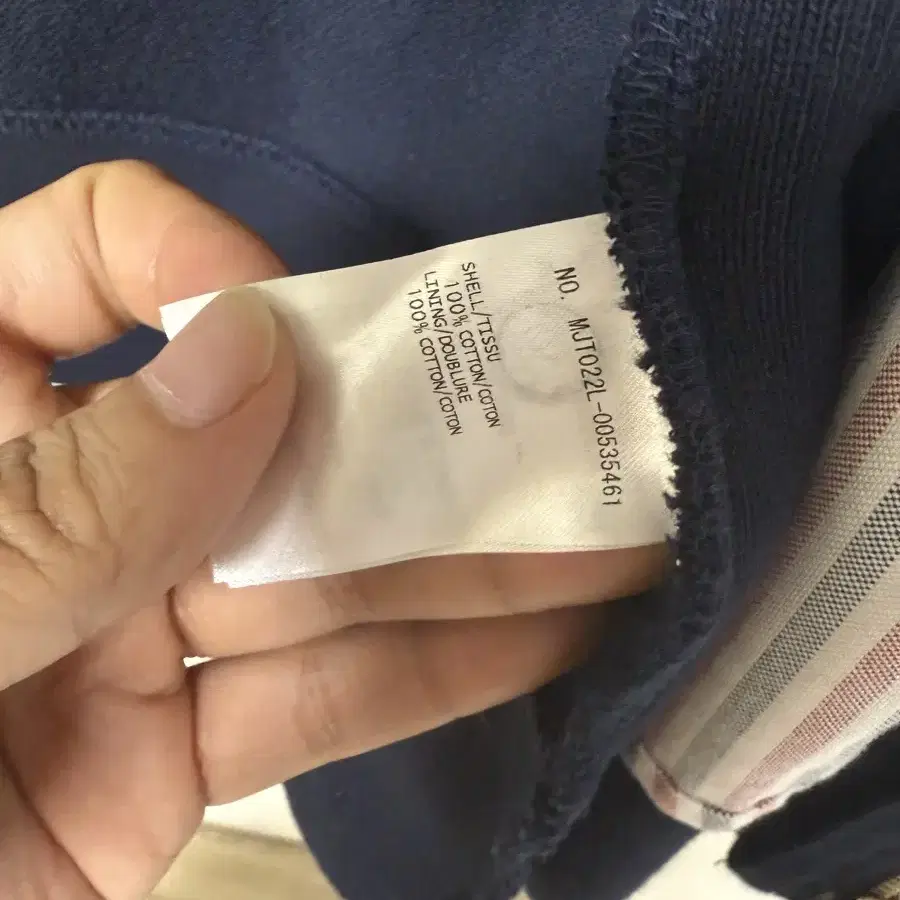 NO. MJT022L-00535461
SHELL/TISSU
100% COTTON/COTON
LINING/DOUBLURE
100% COTTON/COTON